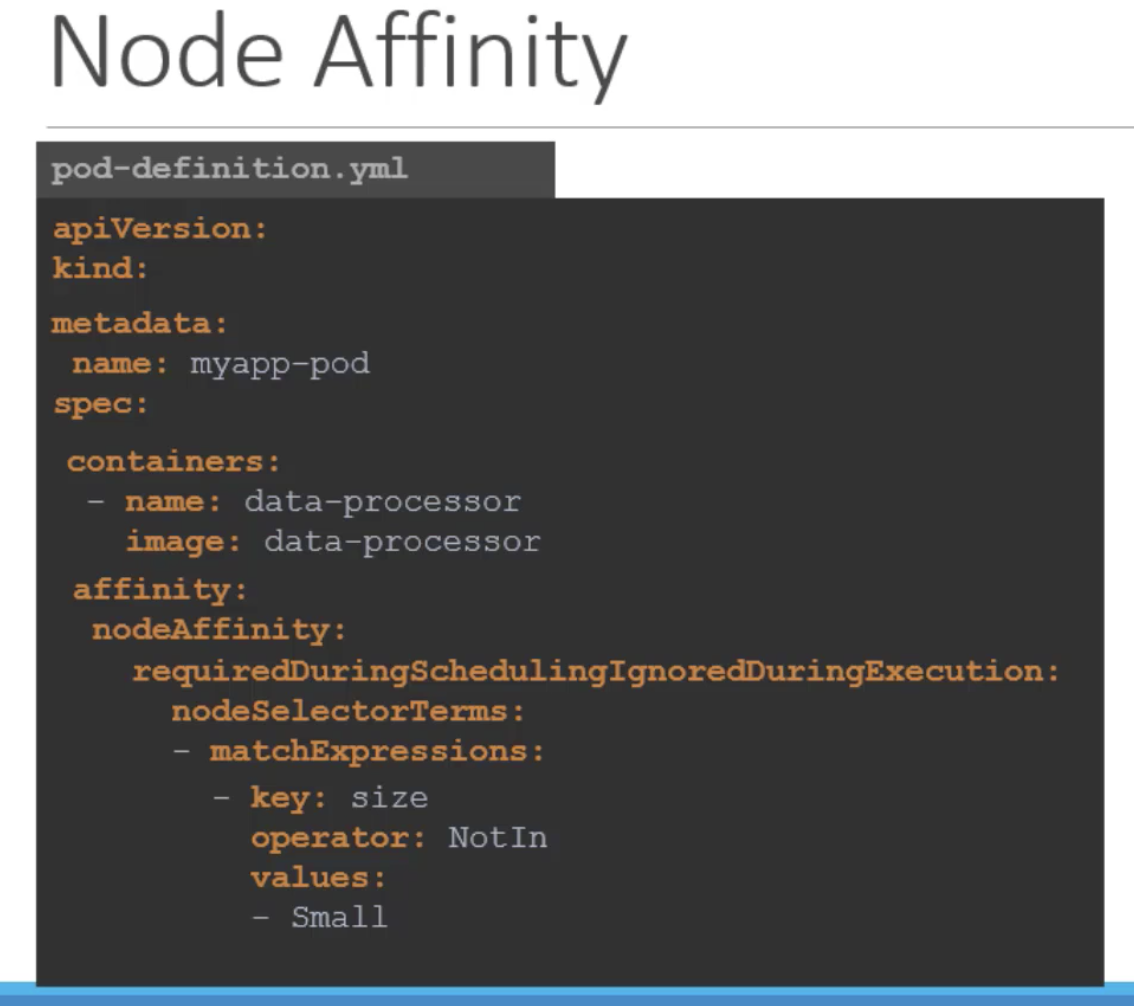 Node Affinity
pod-definition.yml
apiVersion:
kind:
metadata:
name: myapp-pod
spec:
containers:
- name: data-processor
image: data-processor
affinity:
nodeAffinity:
requiredDuringSchedulingIgnoredDuringExecution:
nodeSelectorTerms:
- matchExpressions:
- key: size
operator: NotIn
values:
- Small